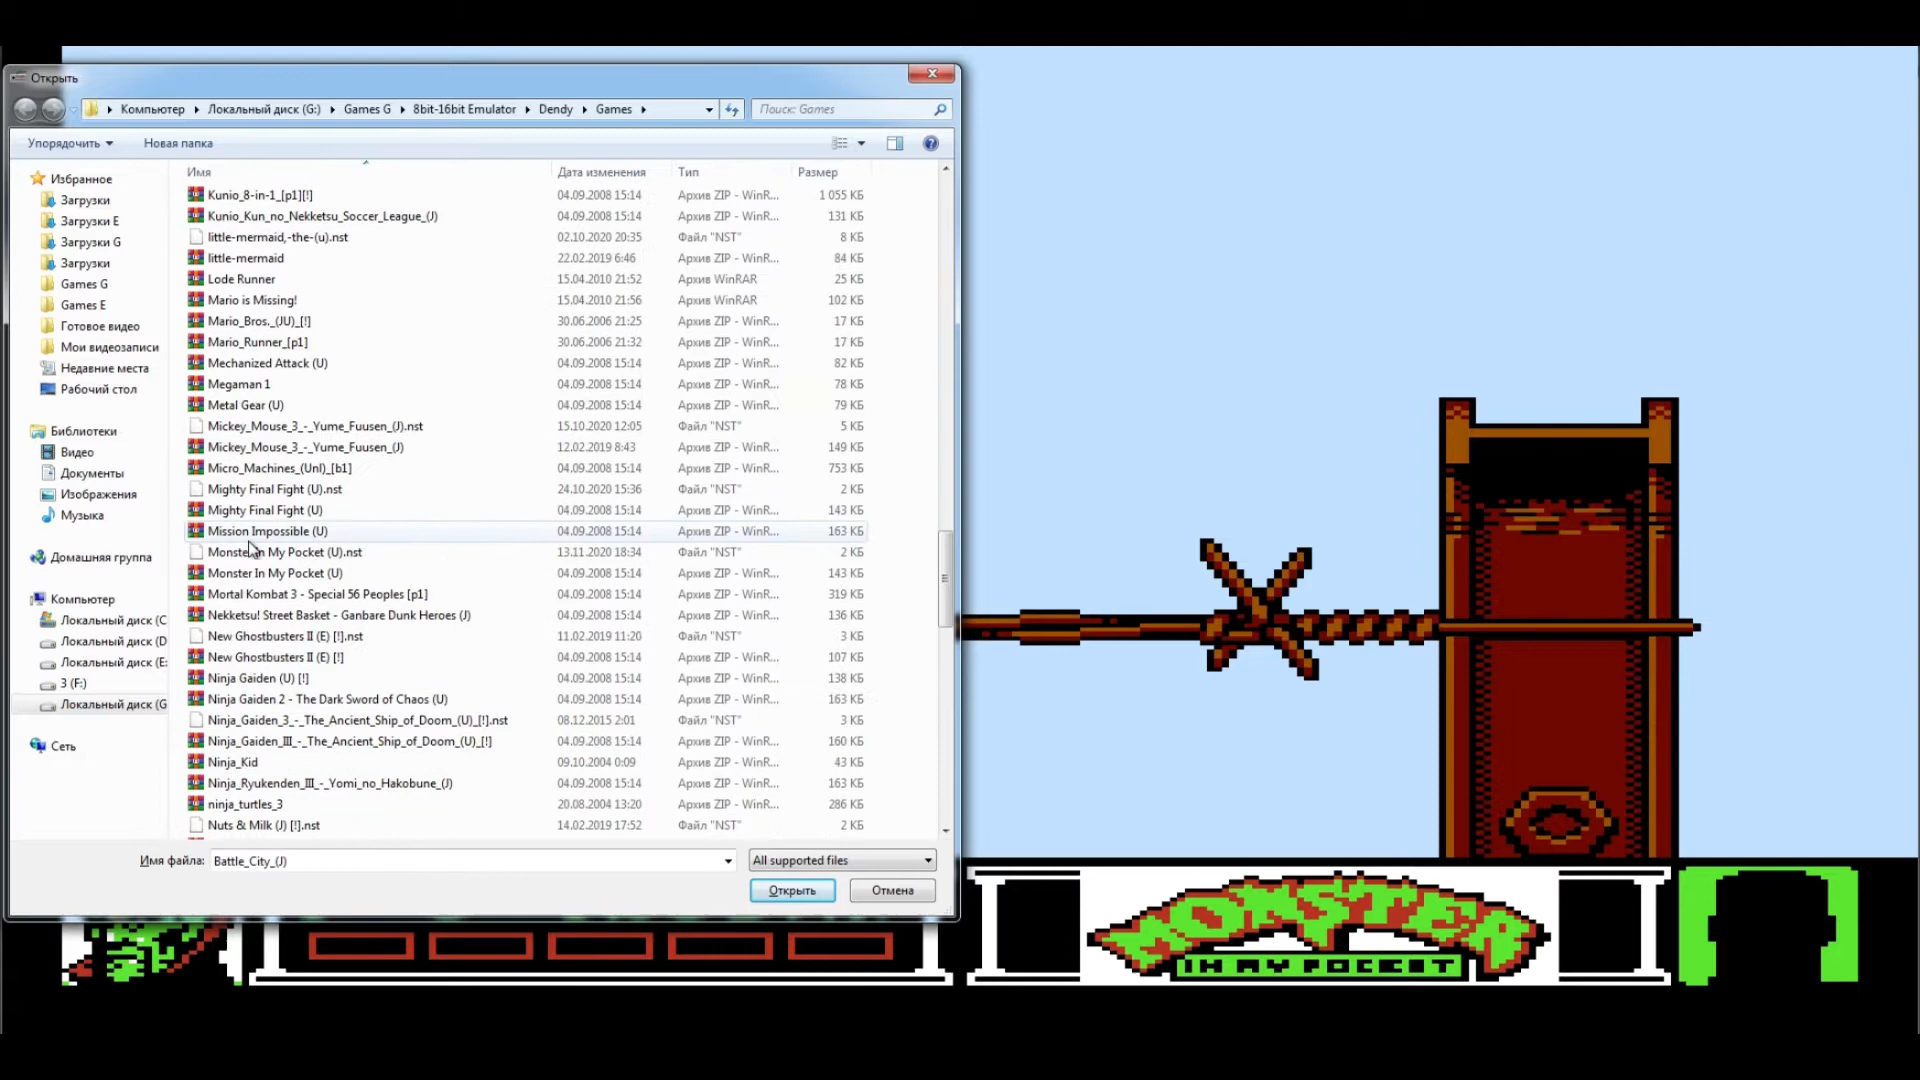 Открыть
Компьютер Локальный диск (G:) Games G 8bit-16bit Emulator Dendy Games
Поиск: Games
Упорядочить Новая папка
Имя Дата изменения Тип Размер
Kunio_8-in-1_[p1][!] 04.09.2008 15:14 Архив ZIP - WinR... 1 055 КБ
Kunio_Kun_no_Nekketsu_Soccer_League_(J) 04.09.2008 15:14 Архив ZIP - WinR... 131 КБ
little-mermaid,-the-(u).nst 02.10.2020 20:35 Файл "NST" 8 КБ
little-mermaid 22.02.2019 6:46 Архив ZIP - WinR... 84 КБ
Lode Runner 15.04.2010 21:52 Архив WinRAR 25 КБ
Mario is Missing! 15.04.2010 21:56 Архив WinRAR 102 КБ
Mario_Bros._(JU)_[!] 30.06.2006 21:25 Архив ZIP - WinR... 17 КБ
Mario_Runner_[p1] 30.06.2006 21:32 Архив ZIP - WinR... 17 КБ
Mechanized Attack (U) 04.09.2008 15:14 Архив ZIP - WinR... 82 КБ
Megaman 1 04.09.2008 15:14 Архив ZIP - WinR... 78 КБ
Metal Gear (U) 04.09.2008 15:14 Архив ZIP - WinR... 79 КБ
Mickey_Mouse_3_-_Yume_Fuusen_(J).nst 15.10.2020 12:05 Файл "NST" 5 КБ
Mickey_Mouse_3_-_Yume_Fuusen_(J) 12.02.2019 8:43 Архив ZIP - WinR... 149 КБ
Micro_Machines_(Unl)_[b1] 04.09.2008 15:14 Архив ZIP - WinR... 753 КБ
Mighty Final Fight (U).nst 24.10.2020 15:36 Файл "NST" 2 КБ
Mighty Final Fight (U) 04.09.2008 15:14 Архив ZIP - WinR... 143 КБ
Mission Impossible (U) 04.09.2008 15:14 Архив ZIP - WinR... 163 КБ
Monster In My Pocket (U).nst 13.11.2020 18:34 Файл "NST" 2 КБ
Monster In My Pocket (U) 04.09.2008 15:14 Архив ZIP - WinR... 143 КБ
Mortal Kombat 3 - Special 56 Peoples [p1] 04.09.2008 15:14 Архив ZIP - WinR... 319 КБ
Nekketsu! Street Basket - Ganbare Dunk Heroes (J) 04.09.2008 15:14 Архив ZIP - WinR... 136 КБ
New Ghostbusters II (E) [!].nst 11.02.2019 11:20 Файл "NST" 3 КБ
New Ghostbusters II (E) [!] 04.09.2008 15:14 Архив ZIP - WinR... 107 КБ
Ninja Gaiden (U) [!] 04.09.2008 15:14 Архив ZIP - WinR... 138 КБ
Ninja Gaiden 2 - The Dark Sword of Chaos (U) 04.09.2008 15:14 Архив ZIP - WinR... 163 КБ
Ninja_Gaiden_3_-_The_Ancient_Ship_of_Doom_(U)_[!].nst 08.12.2015 2:01 Файл "NST" 3 КБ
Ninja_Gaiden_III_-_The_Ancient_Ship_of_Doom_(U)_[!] 04.09.2008 15:14 Архив ZIP - WinR... 160 КБ
Ninja_Kid 09.10.2004 0:09 Архив ZIP - WinR... 43 КБ
Ninja_Ryukenden_III_-_Yomi_no_Hakobune_(J) 04.09.2008 15:14 Архив ZIP - WinR... 163 КБ
ninja_turtles_3 20.08.2004 13:20 Архив ZIP - WinR... 286 КБ
Nuts & Milk (J) [!].nst 14.02.2019 17:52 Файл "NST" 2 КБ
Избранное
Загрузки
Загрузки E
Загрузки G
Загрузки
Games G
Games E
Готовое видео
Мои видеозаписи
Недавние места
Рабочий стол
Библиотеки
Видео
Документы
Изображения
Музыка
Домашняя группа
Компьютер
Локальный диск (C
Локальный диск (D
Локальный диск (E:
3 (F:)
Локальный диск (G
Сеть
Имя файла: Battle_City_(J)
All supported files
Открыть Отмена
MONSTER
IN MY POCKET